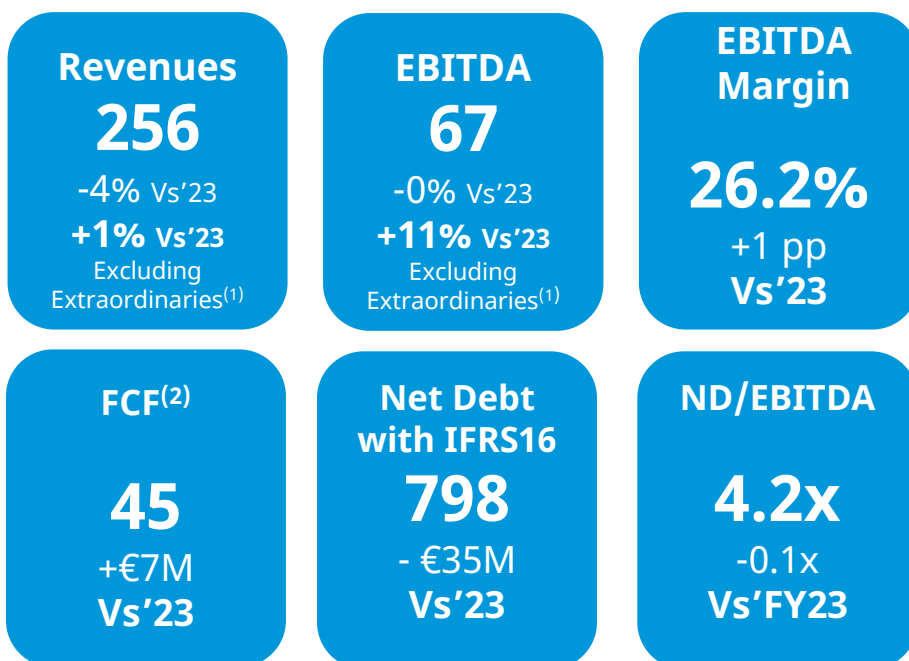 Revenues
256
-4% Vs’23
+1% Vs’23
Excluding
Extraordinaries(1)
EBITDA
67
-0% Vs’23
+11% Vs’23
Excluding
Extraordinaries(1)
EBITDA
Margin
26.2%
+1 pp
Vs’23
FCF(2)
45
+€7M
Vs’23
Net Debt
with IFRS16
798
- €35M
Vs’23
ND/EBITDA
4.2x
-0.1x
Vs’FY23